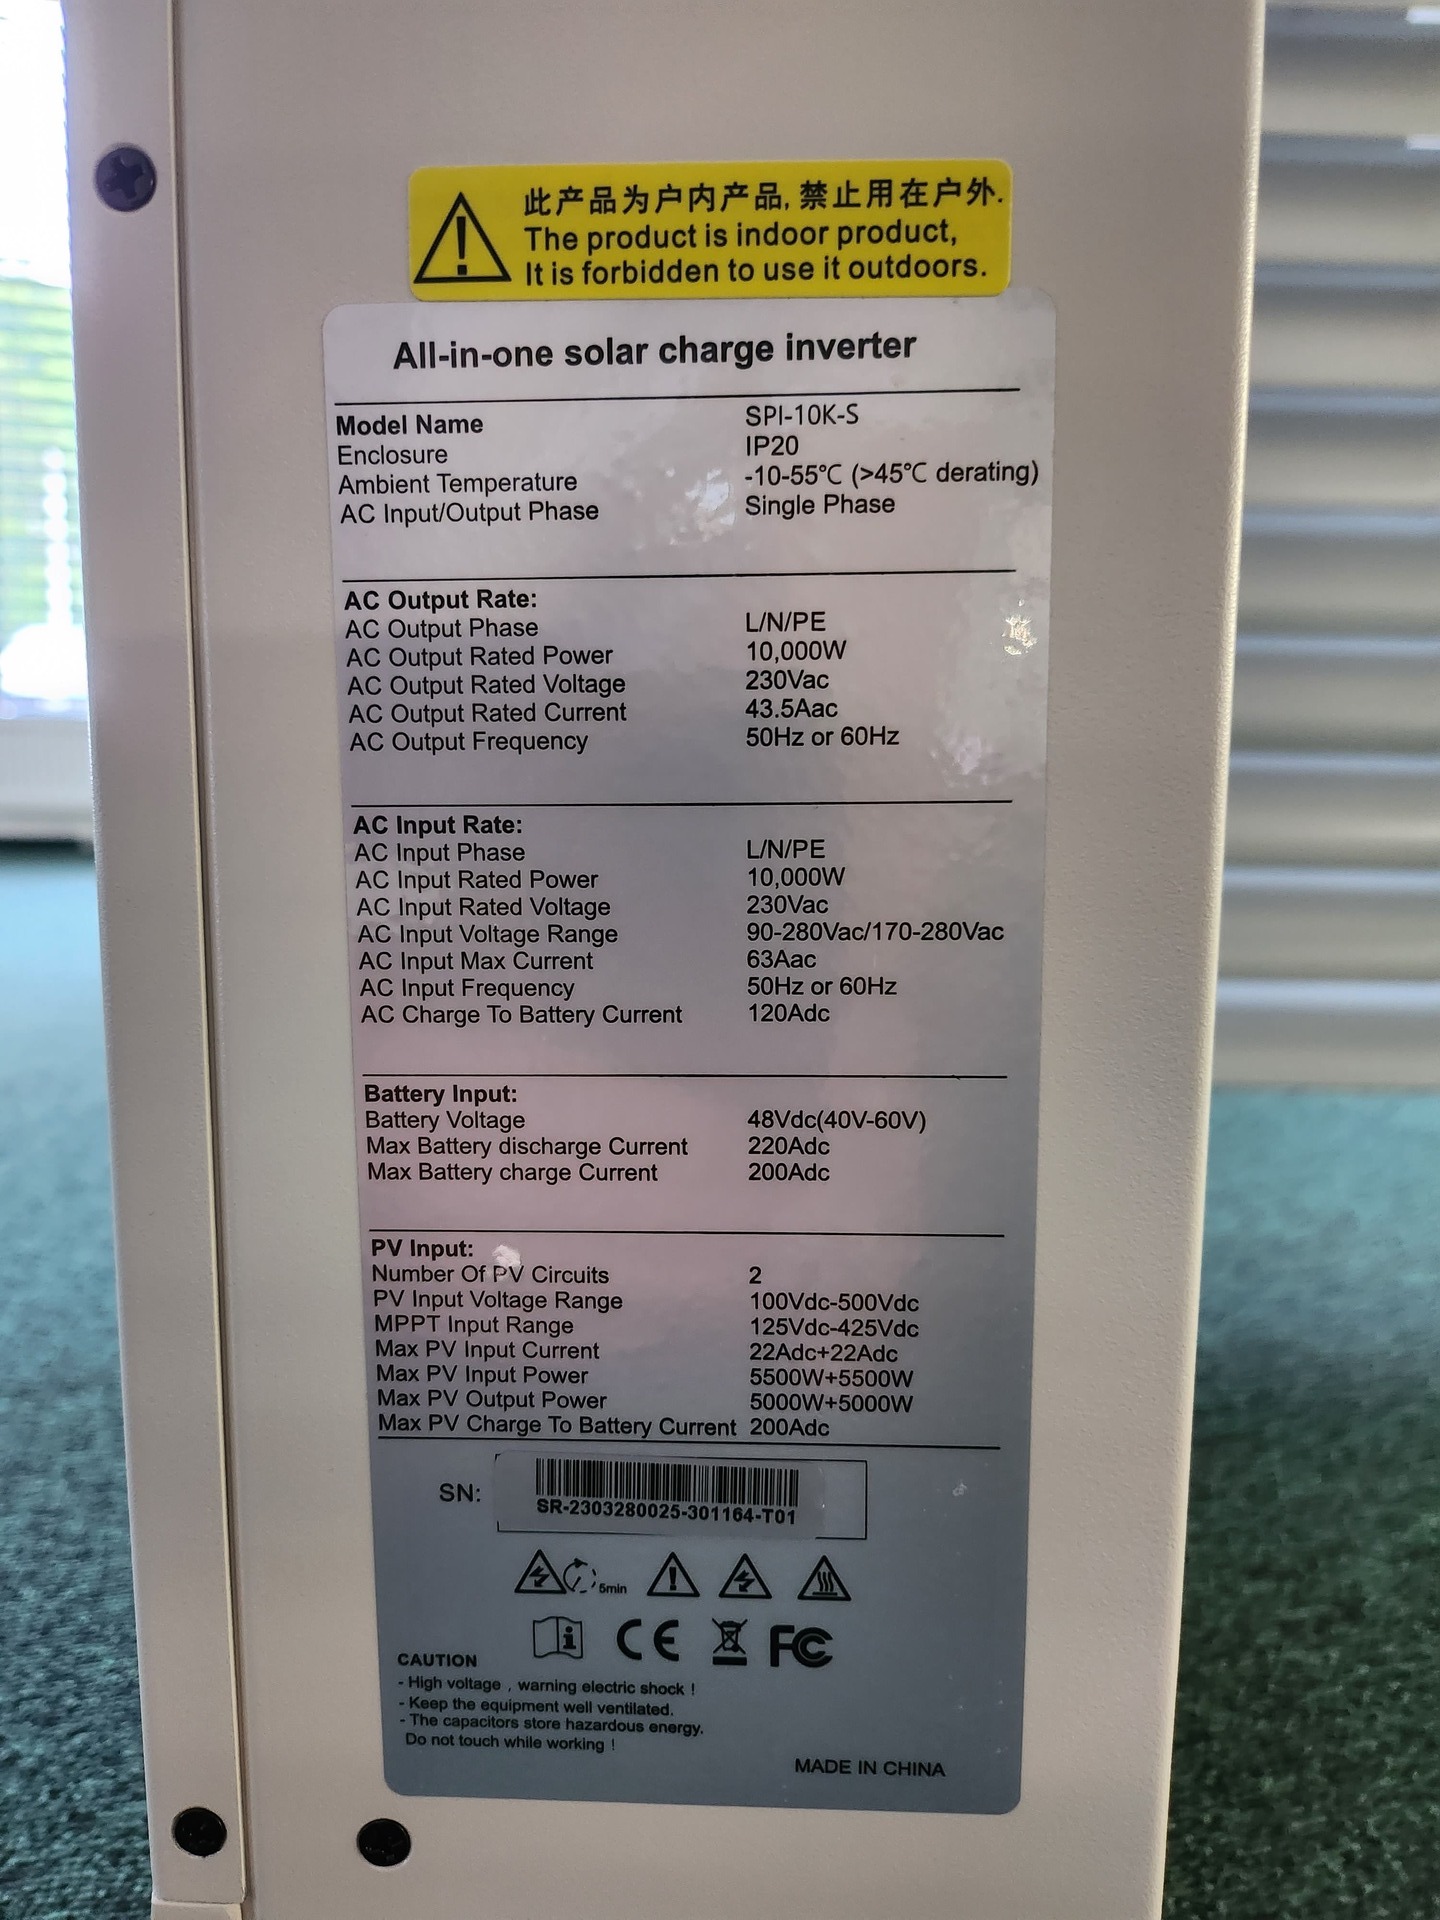 此产品为户内产品, 禁止用在户外.
The product is indoor product,
It is forbidden to use it outdoors.
All-in-one solar charge inverter
Model Name SPI-10K-S
Enclosure IP20
Ambient Temperature -10-55℃ (>45℃ derating)
AC Input/Output Phase Single Phase
AC Output Rate:
AC Output Phase L/N/PE
AC Output Rated Power 10,000W
AC Output Rated Voltage 230Vac
AC Output Rated Current 43.5Aac
AC Output Frequency 50Hz or 60Hz
AC Input Rate:
AC Input Phase L/N/PE
AC Input Rated Power 10,000W
AC Input Rated Voltage 230Vac
AC Input Voltage Range 90-280Vac/170-280Vac
AC Input Max Current 63Aac
AC Input Frequency 50Hz or 60Hz
AC Charge To Battery Current 120Adc
Battery Input:
Battery Voltage 48Vdc(40V-60V)
Max Battery discharge Current 220Adc
Max Battery charge Current 200Adc
PV Input:
Number Of PV Circuits 2
PV Input Voltage Range 100Vdc-500Vdc
MPPT Input Range 125Vdc-425Vdc
Max PV Input Current 22Adc+22Adc
Max PV Input Power 5500W+5500W
Max PV Output Power 5000W+5000W
Max PV Charge To Battery Current 200Adc
SN:
SR-2303280025-301164-T01
5min
CE FC
CAUTION
- High voltage , warning electric shock !
- Keep the equipment well ventilated.
- The capacitors store hazardous energy.
Do not touch while working !
MADE IN CHINA